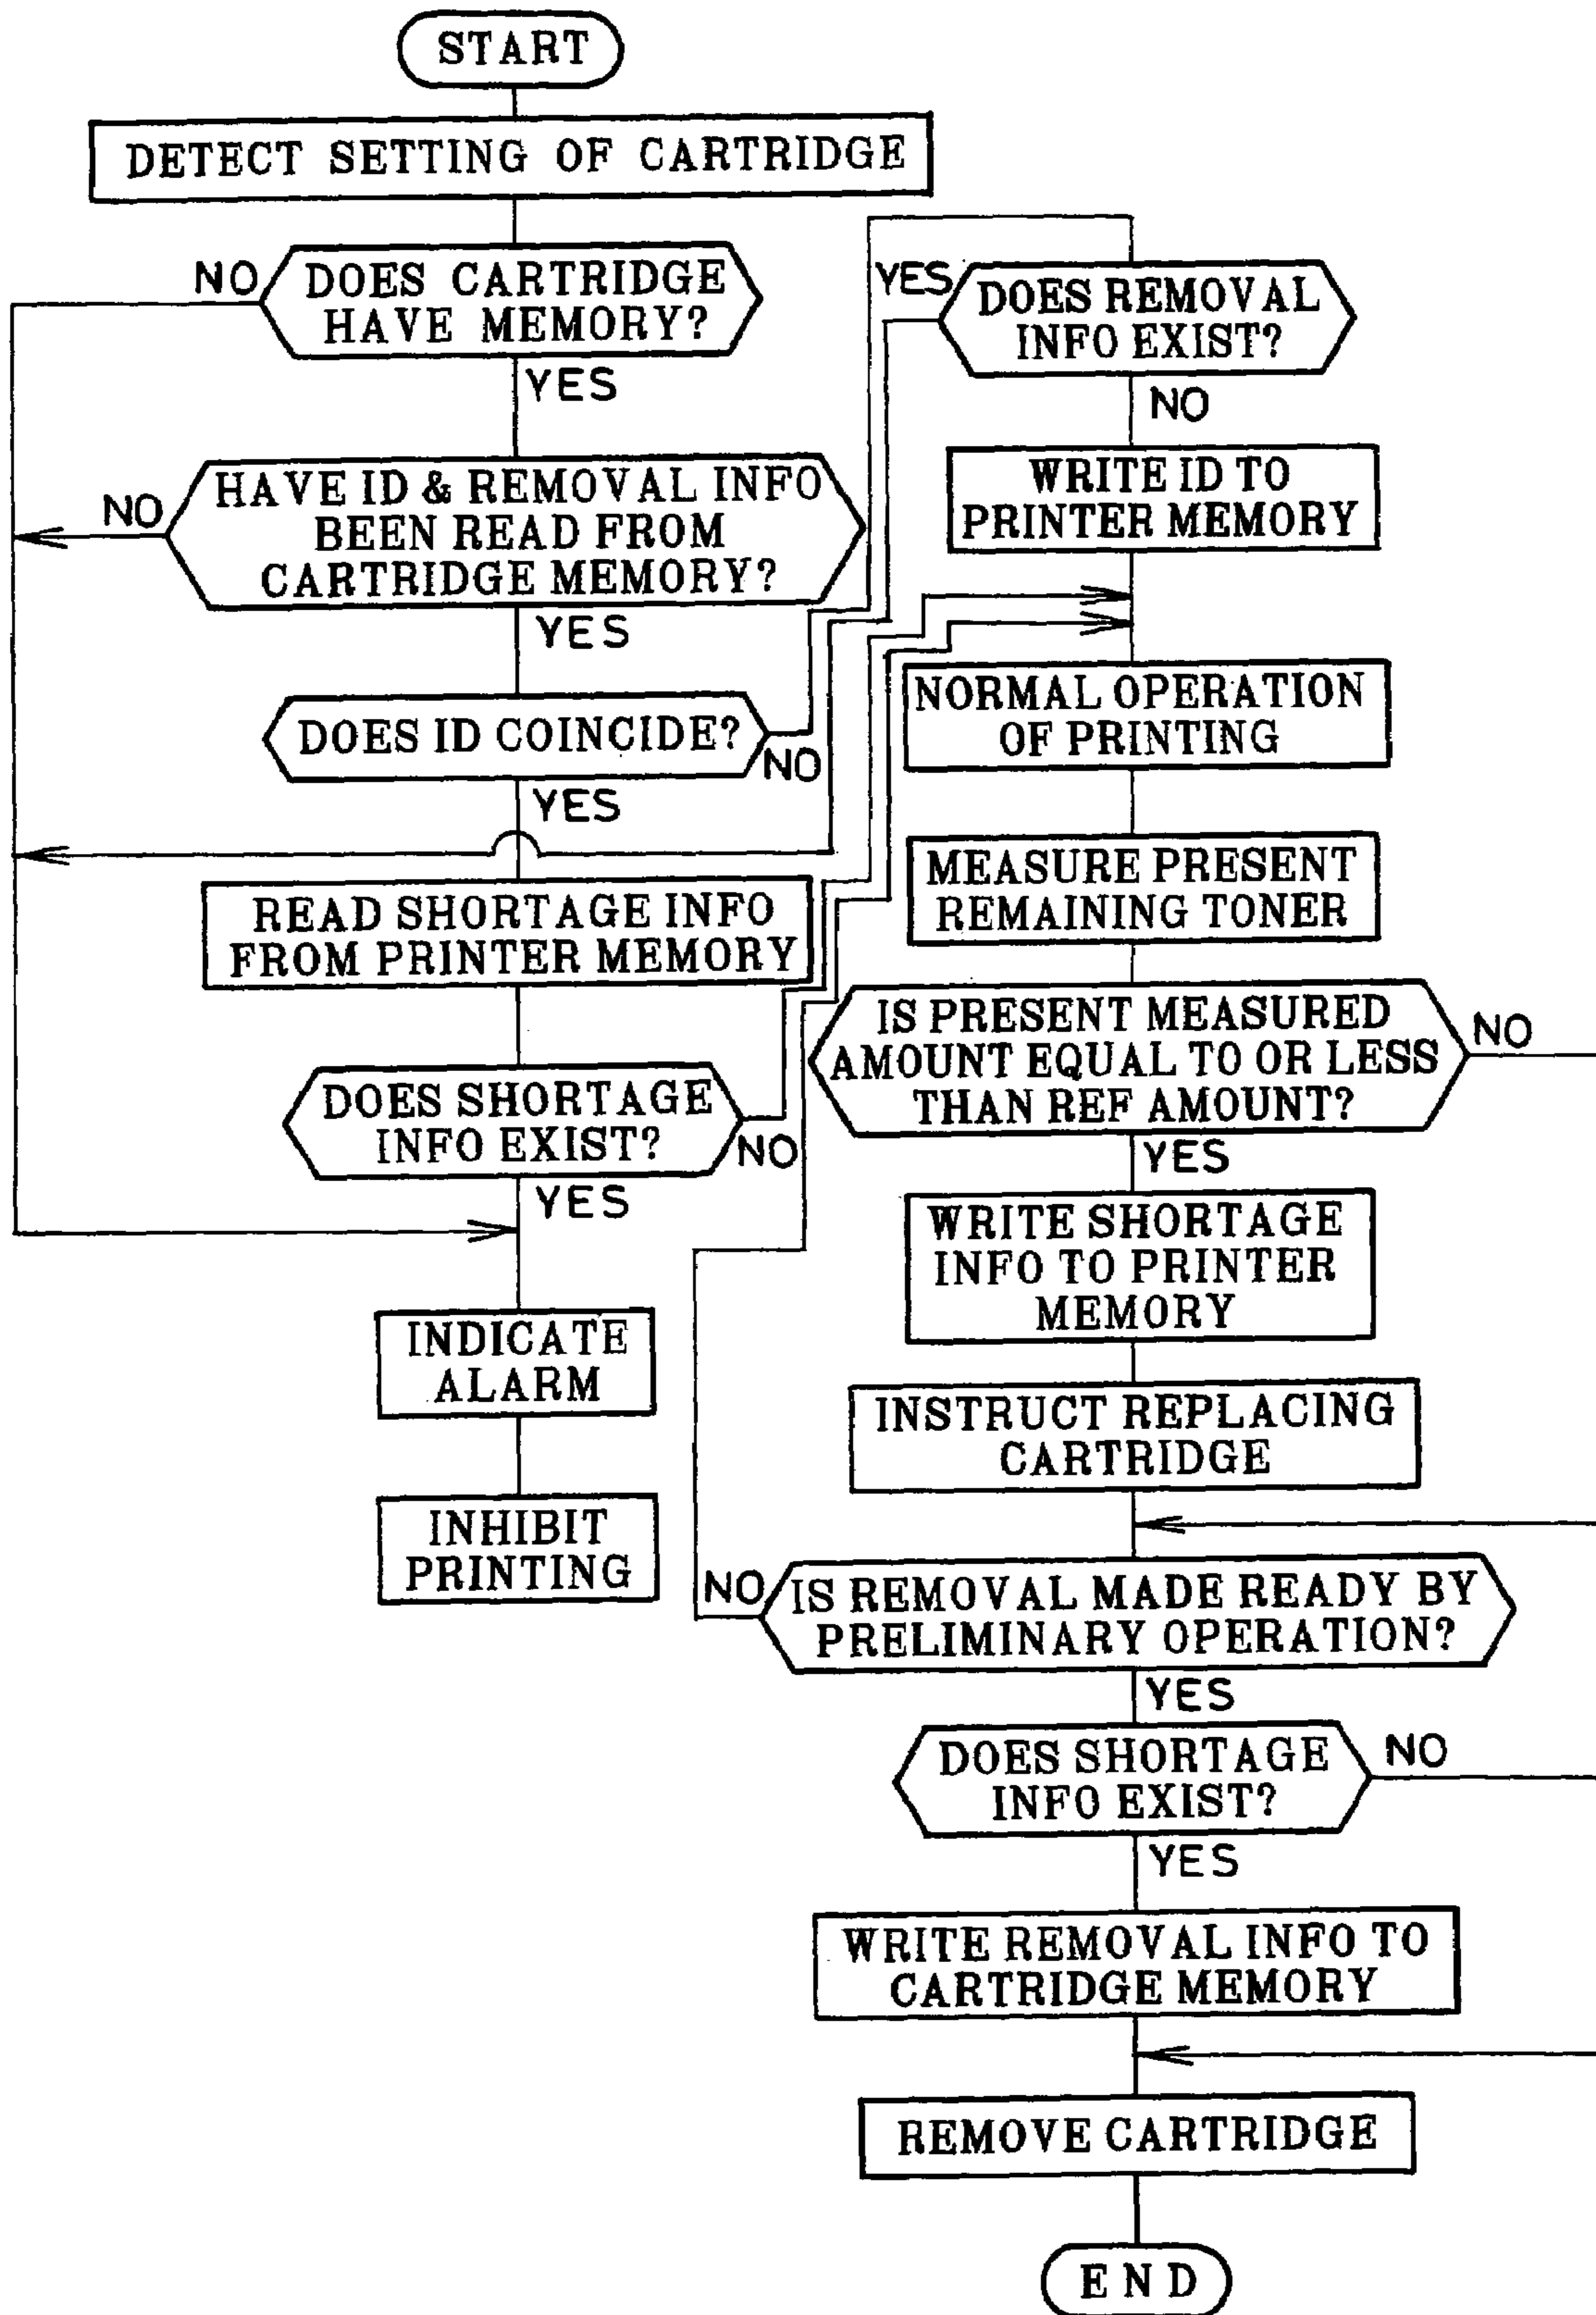 START
DETECT SETTING OF CARTRIDGE
NO
DOES CARTRIDGE
HAVE MEMORY?
YES
NO
HAVE ID & REMOVAL INFO
BEEN READ FROM
CARTRIDGE MEMORY?
YES
DOES ID COINCIDE?
NO
YES
READ SHORTAGE INFO
FROM PRINTER MEMORY
DOES SHORTAGE
INFO EXIST?
NO
YES
INDICATE
ALARM
INHIBIT
PRINTING
YES
DOES REMOVAL
INFO EXIST?
NO
WRITE ID TO
PRINTER MEMORY
NORMAL OPERATION
OF PRINTING
MEASURE PRESENT
REMAINING TONER
IS PRESENT MEASURED
AMOUNT EQUAL TO OR LESS
THAN REF AMOUNT?
NO
YES
WRITE SHORTAGE
INFO TO PRINTER
MEMORY
INSTRUCT REPLACING
CARTRIDGE
NO
IS REMOVAL MADE READY BY
PRELIMINARY OPERATION?
YES
DOES SHORTAGE
INFO EXIST?
NO
YES
WRITE REMOVAL INFO TO
CARTRIDGE MEMORY
REMOVE CARTRIDGE
END